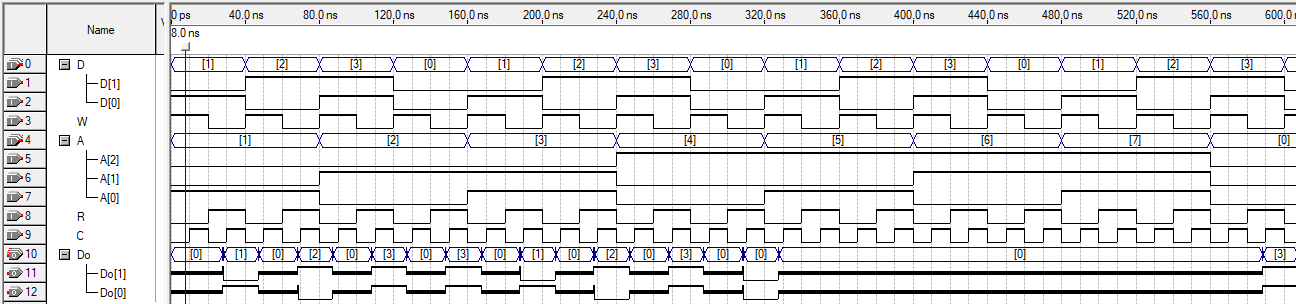 Name
V
0 ps 40.0 ns 80.0 ns 120.0 ns 160.0 ns 200.0 ns 240.0 ns 280.0 ns 320.0 ns 360.0 ns 400.0 ns 440.0 ns 480.0 ns 520.0 ns 560.0 ns 600.0
8.0 ns
0 D [1] [2] [3] [0] [1] [2] [3] [0] [1] [2] [3] [0] [1] [2] [3]
1 D[1]
2 D[0]
3 W
4 A [1] [2] [3] [4] [5] [6] [7] [0]
5 A[2]
6 A[1]
7 A[0]
8 R
9 C
10 Do [0] [1] [0] [2] [0] [3] [0] [3] [0] [1] [0] [2] [0] [3] [0] [0] [0] [3]
11 Do[1]
12 Do[0]